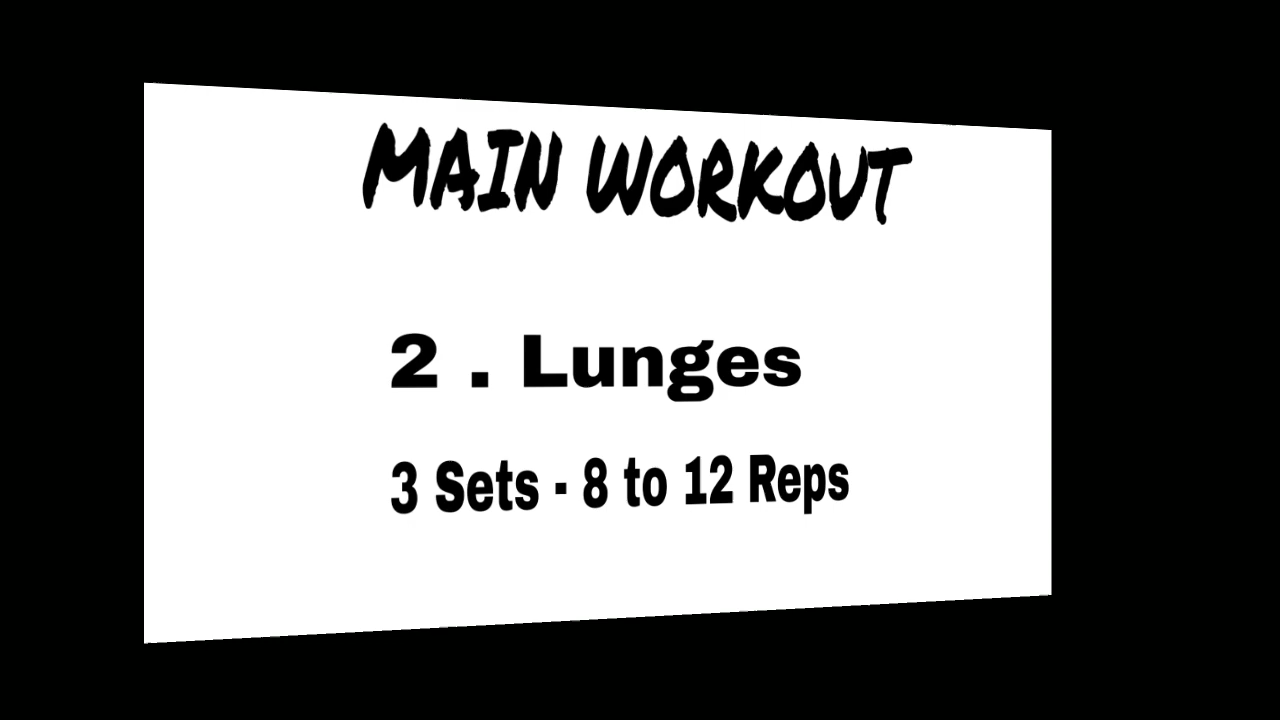 MAIN WORKOUT
2 . Lunges
3 Sets - 8 to 12 Reps